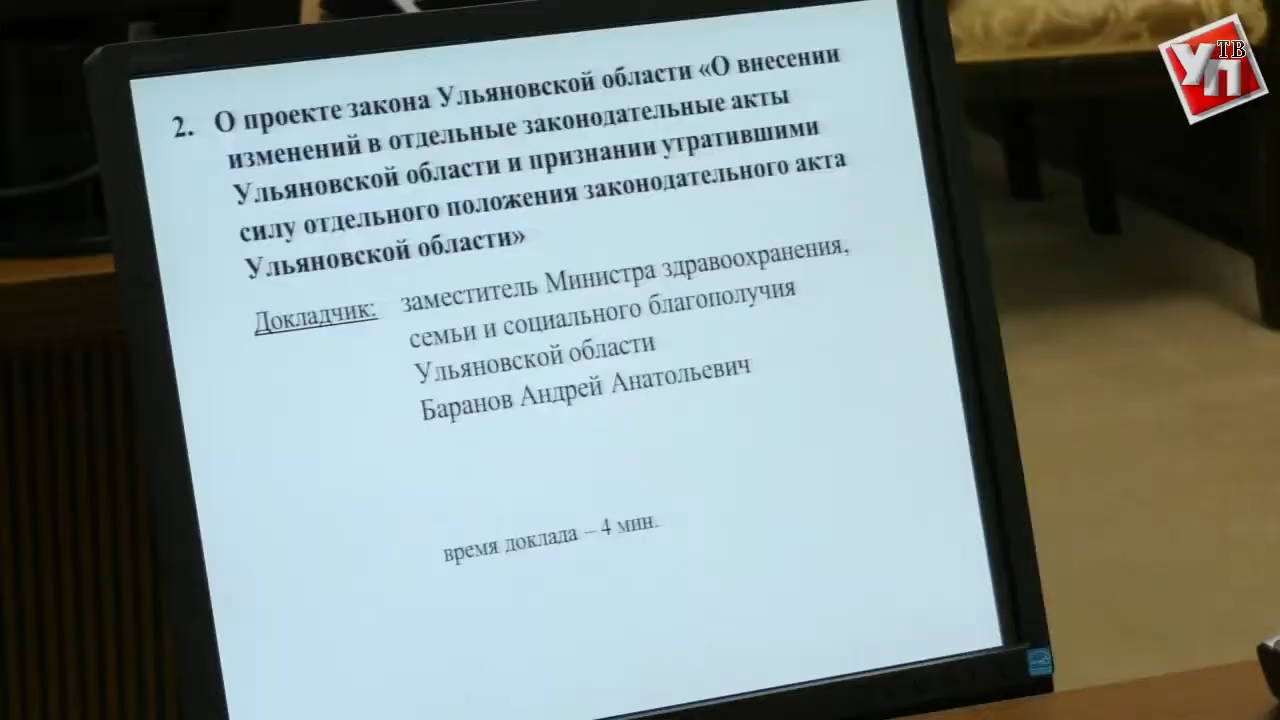 2. О проекте закона Ульяновской области «О внесении
изменений в отдельные законодательные акты
Ульяновской области и признании утратившими
силу отдельного положения законодательного акта
Ульяновской области»
Докладчик: заместитель Министра здравоохранения,
семьи и социального благополучия
Ульяновской области
Баранов Андрей Анатольевич
время доклада – 4 мин.
УП ТВ